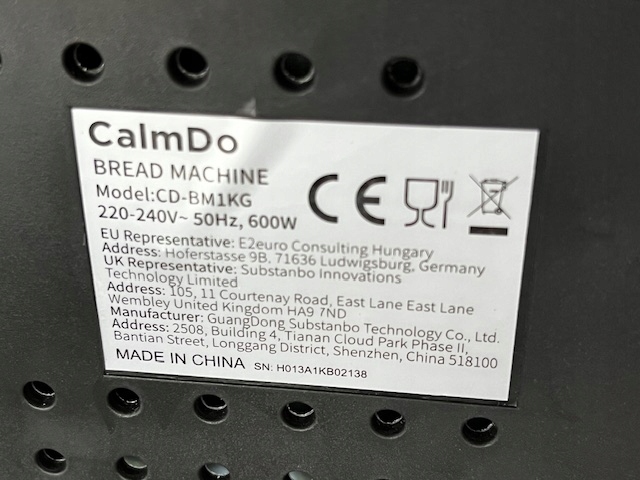 CalmDo
BREAD MACHINE
Model:CD-BM1KG
220-240V~ 50Hz, 600W
CE
EU Representative: E2euro Consulting Hungary
Address: Hoferstasse 9B, 71636 Ludwigsburg, Germany
UK Representative: Substanbo Innovations
Technology Limited
Address: 105, 11 Courtenay Road, East Lane East Lane
Wembley United Kingdom HA9 7ND
Manufacturer: GuangDong Substanbo Technology Co., Ltd.
Address: 2508, Building 4, Tianan Cloud Park Phase II,
Bantian Street, Longgang District, Shenzhen, China 518100
MADE IN CHINA SN: H013A1KB02138